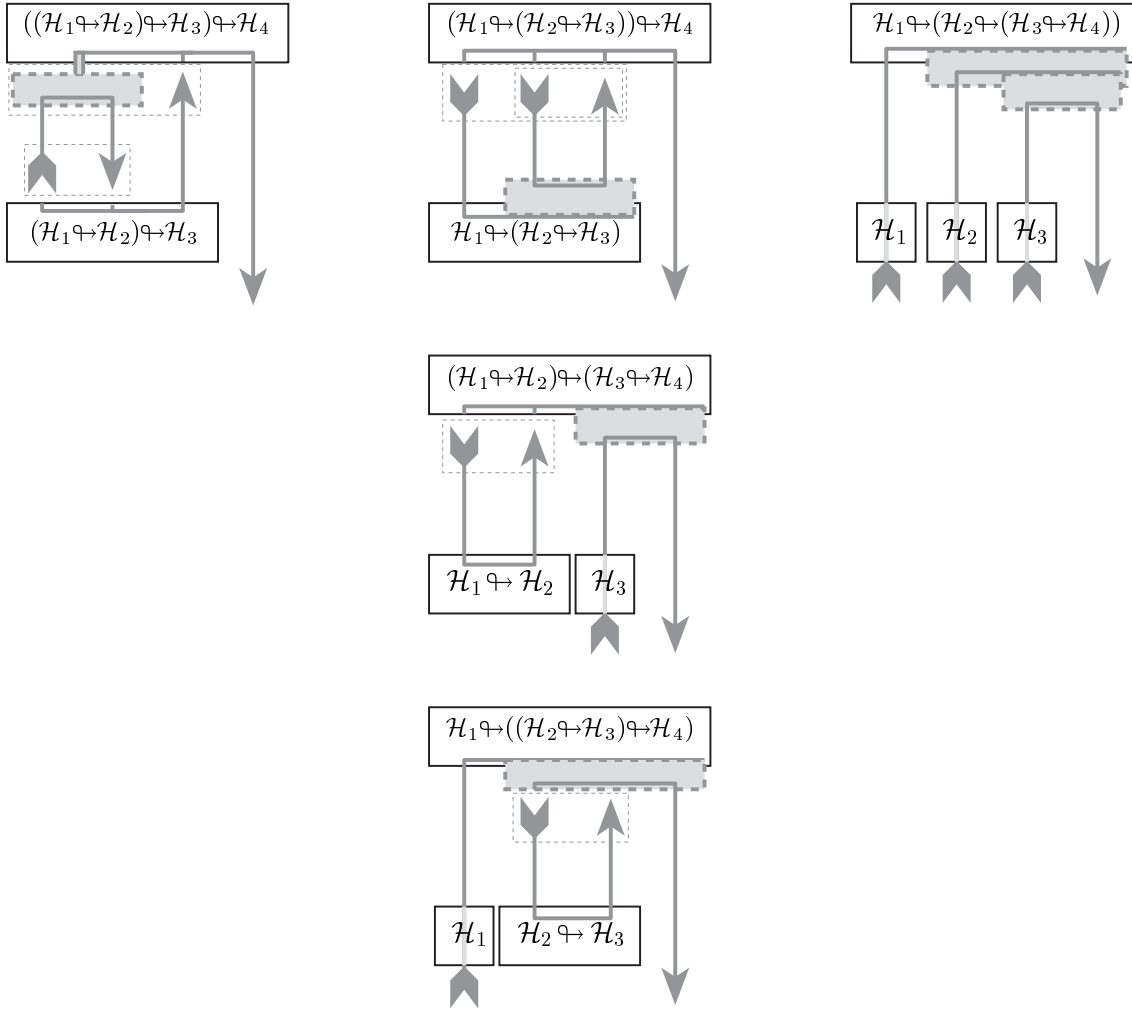 ((ℋ₁↬ℋ₂)↬ℋ₃)↬ℋ₄
(ℋ₁↬(ℋ₂↬ℋ₃))↬ℋ₄
ℋ₁↬(ℋ₂↬(ℋ₃↬ℋ₄))
(ℋ₁↬ℋ₂)↬ℋ₃
ℋ₁↬(ℋ₂↬ℋ₃)
ℋ₁
ℋ₂
ℋ₃
(ℋ₁↬ℋ₂)↬(ℋ₃↬ℋ₄)
ℋ₁↬ℋ₂
ℋ₃
ℋ₁↬((ℋ₂↬ℋ₃)↬ℋ₄)
ℋ₁
ℋ₂↬ℋ₃